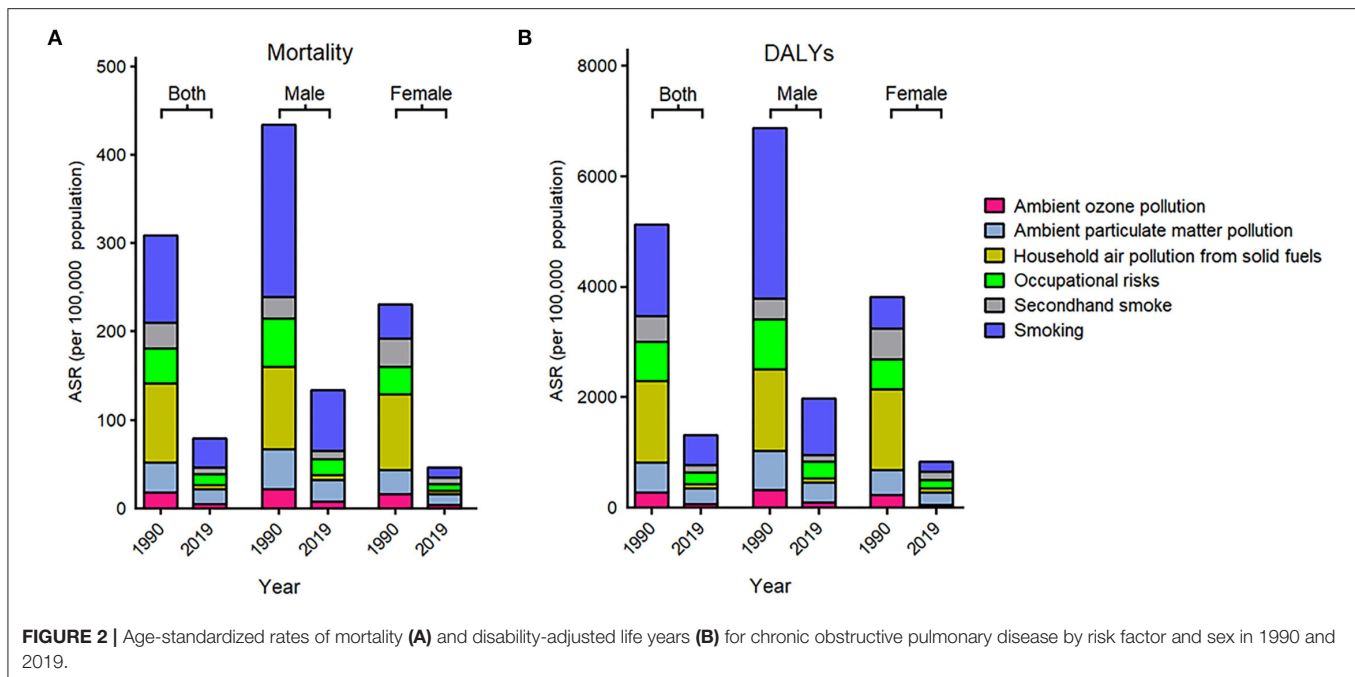 A
Mortality
500
400
300
200
100
0
ASR (per 100,000 population)
Both
Male
Female
1990
2019
1990
2019
1990
2019
Year
B
DALYs
8000
6000
4000
2000
0
ASR (per 100,000 population)
Both
Male
Female
1990
2019
1990
2019
1990
2019
Year
Ambient ozone pollution
Ambient particulate matter pollution
Household air pollution from solid fuels
Occupational risks
Secondhand smoke
Smoking
FIGURE 2 | Age-standardized rates of mortality (A) and disability-adjusted life years (B) for chronic obstructive pulmonary disease by risk factor and sex in 1990 and
2019.